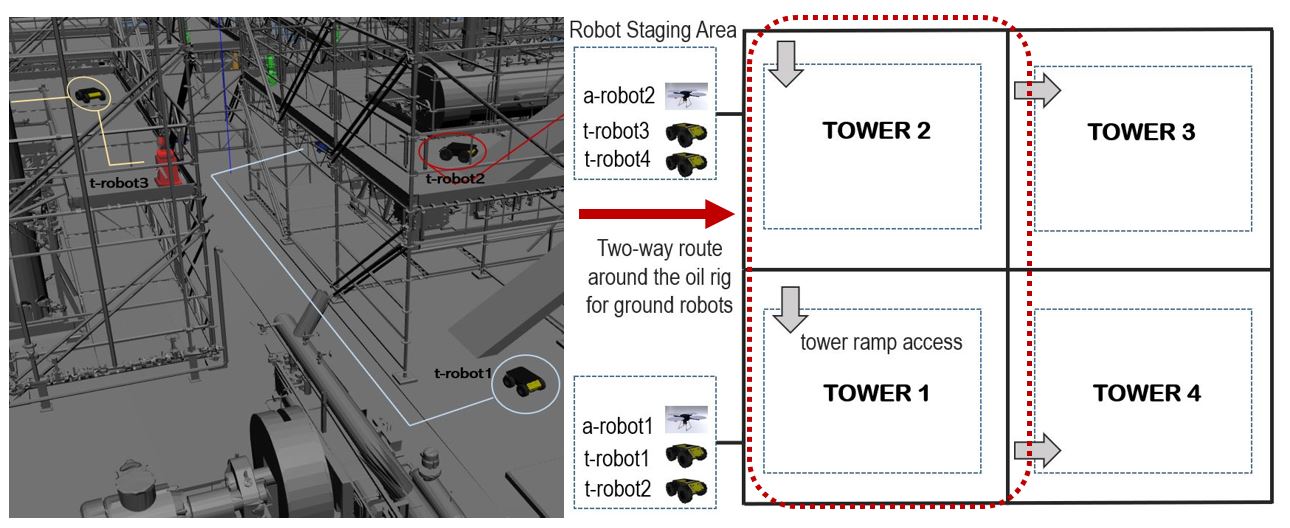 t-robot3
t-robot2
t-robot1
Robot Staging Area
a-robot2
t-robot3
t-robot4
Two-way route
around the oil rig
for ground robots
a-robot1
t-robot1
t-robot2
TOWER 2
TOWER 3
tower ramp access
TOWER 1
TOWER 4